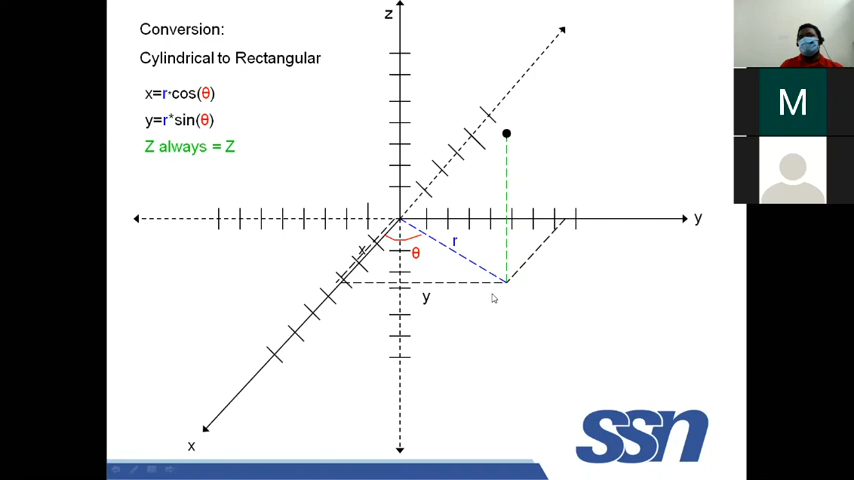 Conversion:
Cylindrical to Rectangular
x=r·cos(θ)
y=r*sin(θ)
Z always = Z
z
y
x
r
θ
y
x
ssn
M